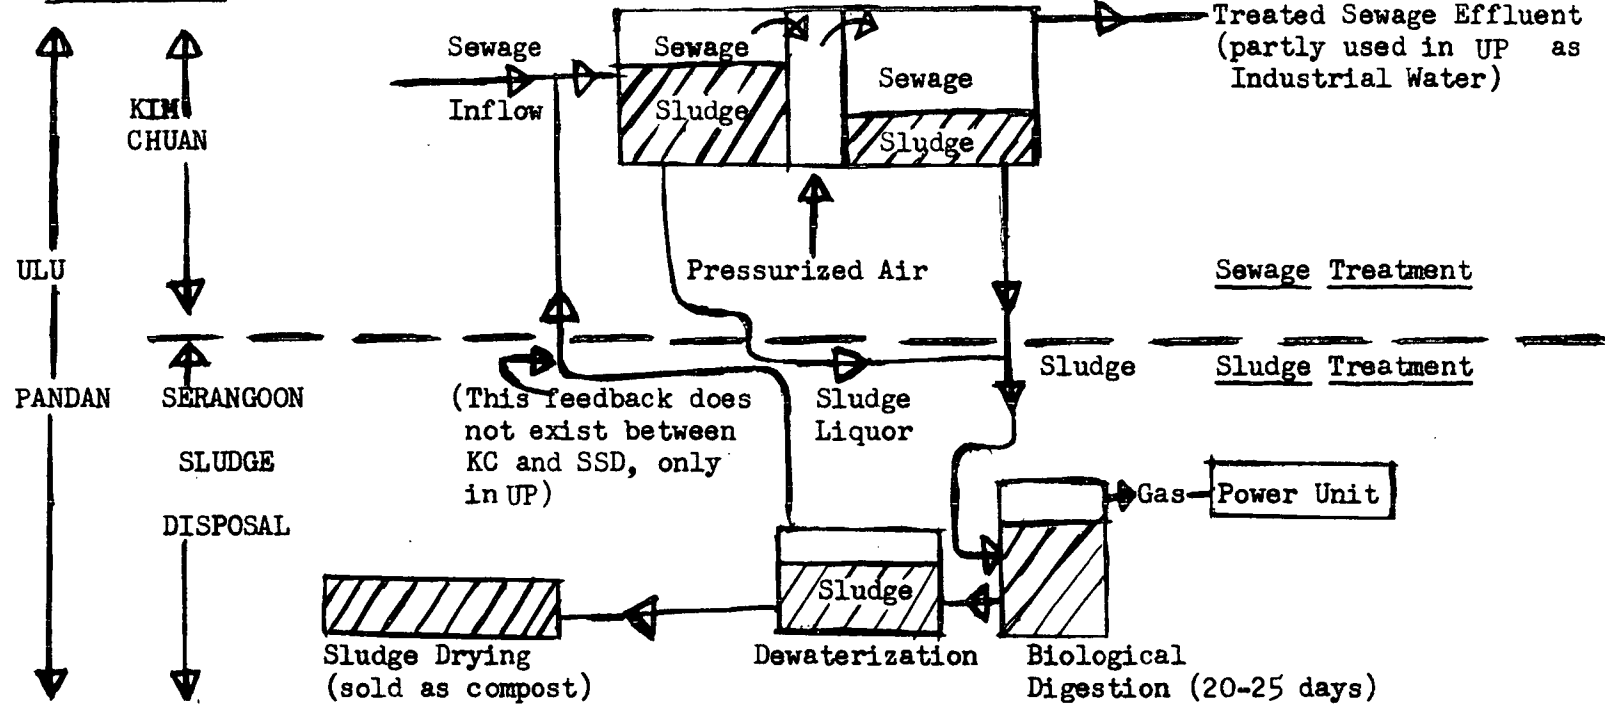 Treated Sewage Effluent
(partly used in UP as
Industrial Water)
Sewage
Inflow
Sewage
Sludge
Sewage
Sludge
KIM
CHUAN
Pressurized Air
ULU
PANDAN
Sewage Treatment
Sludge Treatment
Sludge
SERANGOON
SLUDGE
DISPOSAL
(This feedback does
not exist between
KC and SSD, only
in UP)
Sludge
Liquor
Gas
Power Unit
Sludge
Sludge Drying
(sold as compost)
Dewaterization
Biological
Digestion (20-25 days)